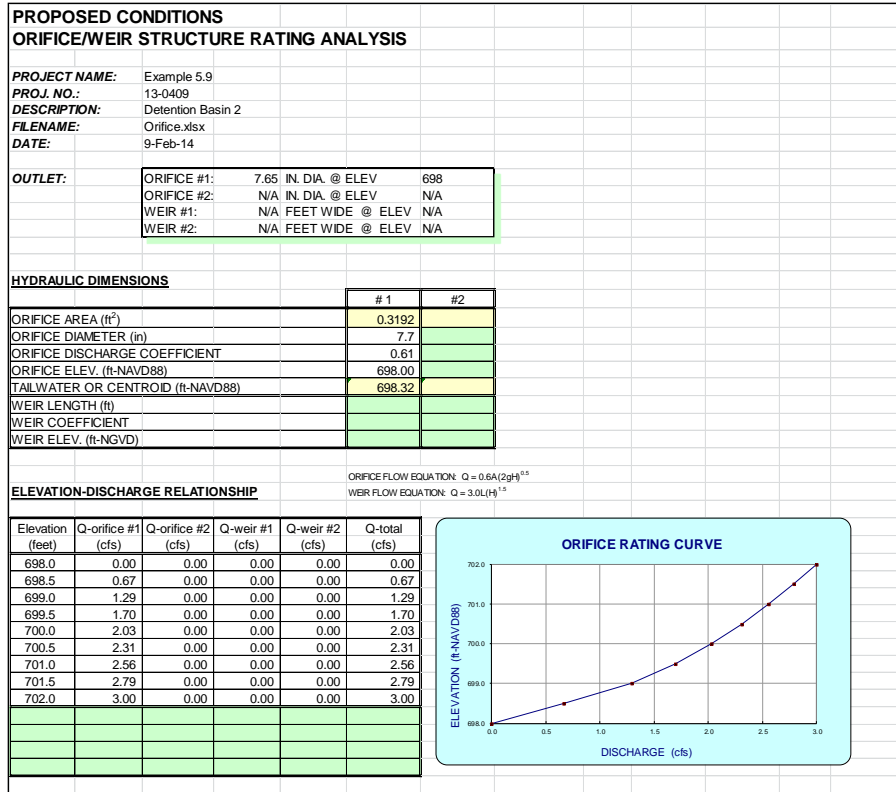 PROPOSED CONDITIONS
ORIFICE/WEIR STRUCTURE RATING ANALYSIS
PROJECT NAME: Example 5.9
PROJ. NO.: 13-0409
DESCRIPTION: Detention Basin 2
FILENAME: Orifice.xlsx
DATE: 9-Feb-14
OUTLET: ORIFICE #1: 7.65 IN. DIA. @ ELEV 698
ORIFICE #2: N/A IN. DIA. @ ELEV N/A
WEIR #1: N/A FEET WIDE @ ELEV N/A
WEIR #2: N/A FEET WIDE @ ELEV N/A
HYDRAULIC DIMENSIONS
# 1 #2
ORIFICE AREA (ft²) 0.3192
ORIFICE DIAMETER (in) 7.7
ORIFICE DISCHARGE COEFFICIENT 0.61
ORIFICE ELEV. (ft-NAVD88) 698.00
TAILWATER OR CENTROID (ft-NAVD88) 698.32
WEIR LENGTH (ft)
WEIR COEFFICIENT
WEIR ELEV. (ft-NGVD)
ORIFICE FLOW EQUATION: Q = 0.6A(2gH)^0.5
ELEVATION-DISCHARGE RELATIONSHIP WEIR FLOW EQUATION: Q = 3.0L(H)^1.5
Elevation Q-orifice #1 Q-orifice #2 Q-weir #1 Q-weir #2 Q-total
(feet) (cfs) (cfs) (cfs) (cfs) (cfs)
698.0 0.00 0.00 0.00 0.00 0.00
698.5 0.67 0.00 0.00 0.00 0.67
699.0 1.29 0.00 0.00 0.00 1.29
699.5 1.70 0.00 0.00 0.00 1.70
700.0 2.03 0.00 0.00 0.00 2.03
700.5 2.31 0.00 0.00 0.00 2.31
701.0 2.56 0.00 0.00 0.00 2.56
701.5 2.79 0.00 0.00 0.00 2.79
702.0 3.00 0.00 0.00 0.00 3.00
ORIFICE RATING CURVE
ELEVATION (ft-NAVD88)
702.0
701.0
700.0
699.0
698.0
0.0 0.5 1.0 1.5 2.0 2.5 3.0
DISCHARGE (cfs)